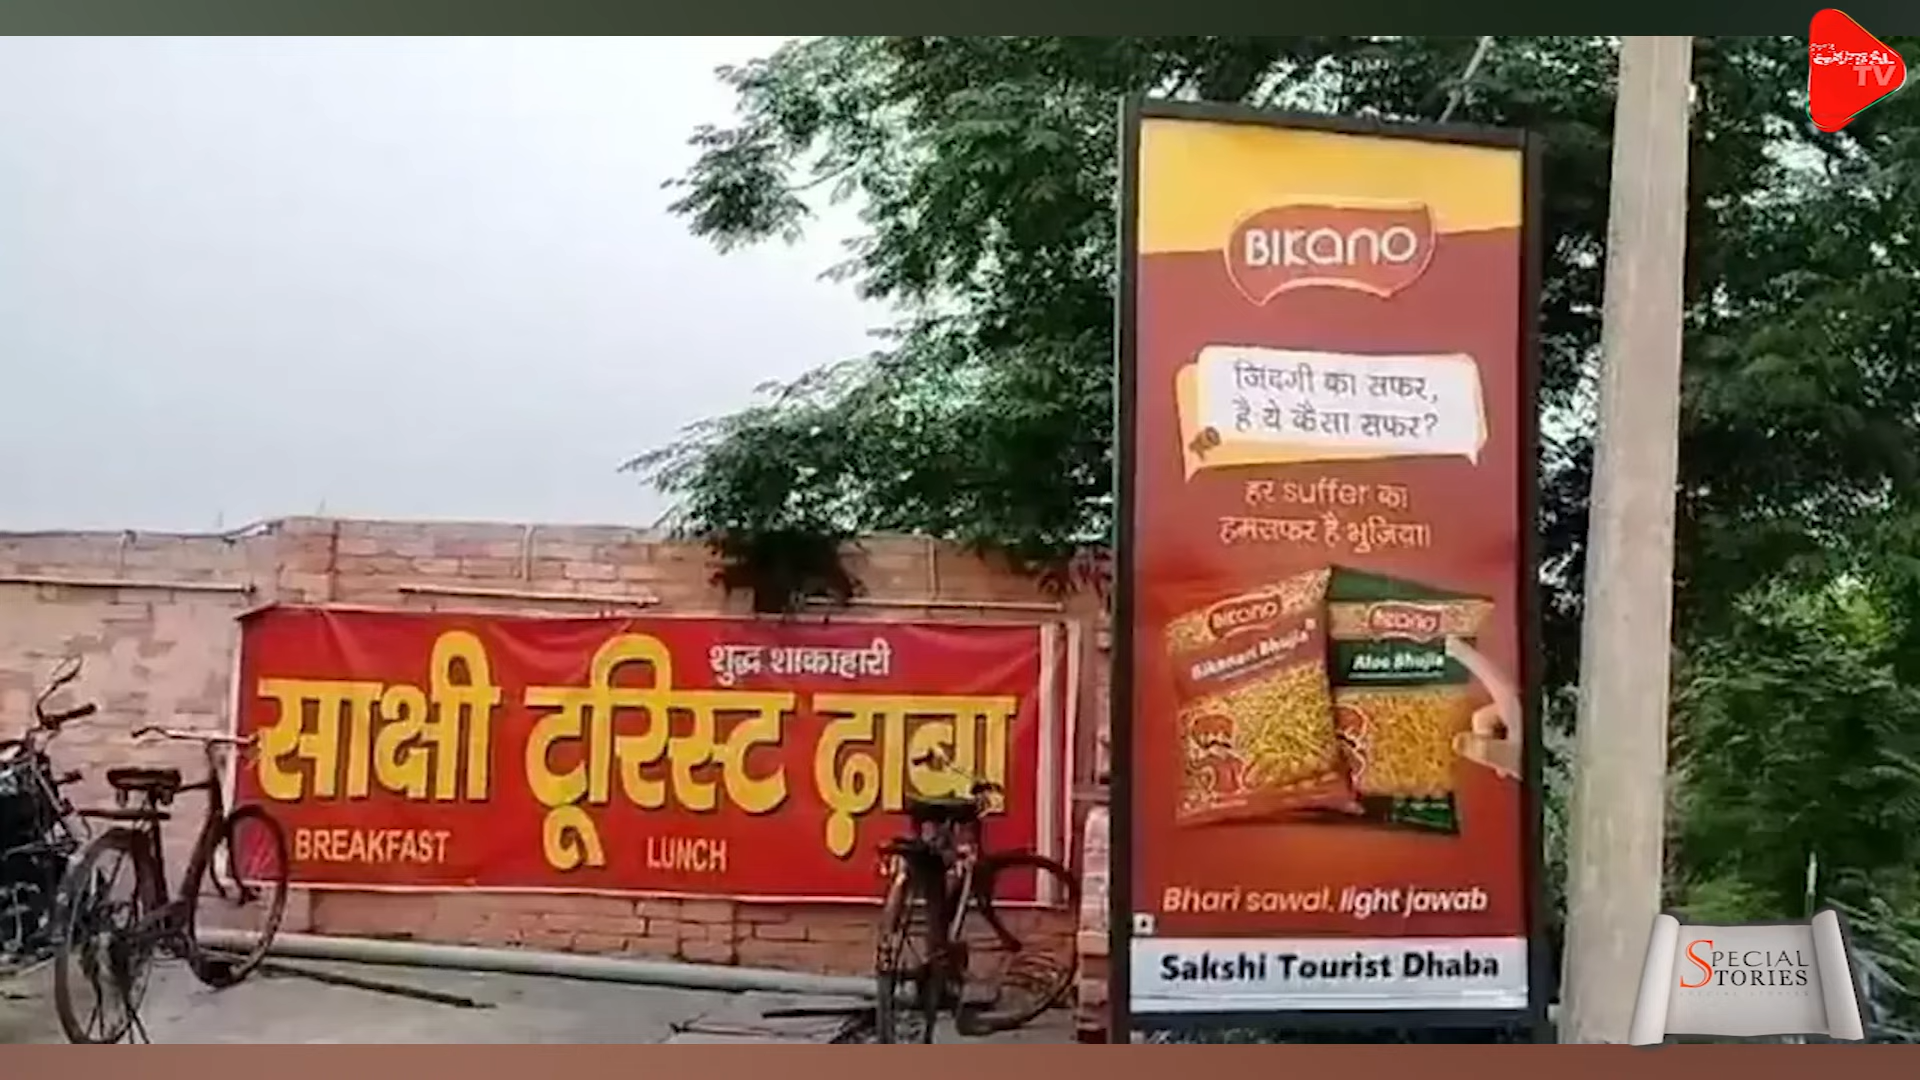 TV
BIKANO
जिंदगी का सफर,
है ये कैसा सफर?
हर suffer का
हमसफर है भुजिया।
BIKANO
Bikaneri Bhujia
BIKANO
Aloo Bhujia
Bhari sawal, light jawab
Sakshi Tourist Dhaba
शुद्ध शाकाहारी
साक्षी टूरिस्ट ढ़ाबा
BREAKFAST LUNCH
SPECIAL
STORIES